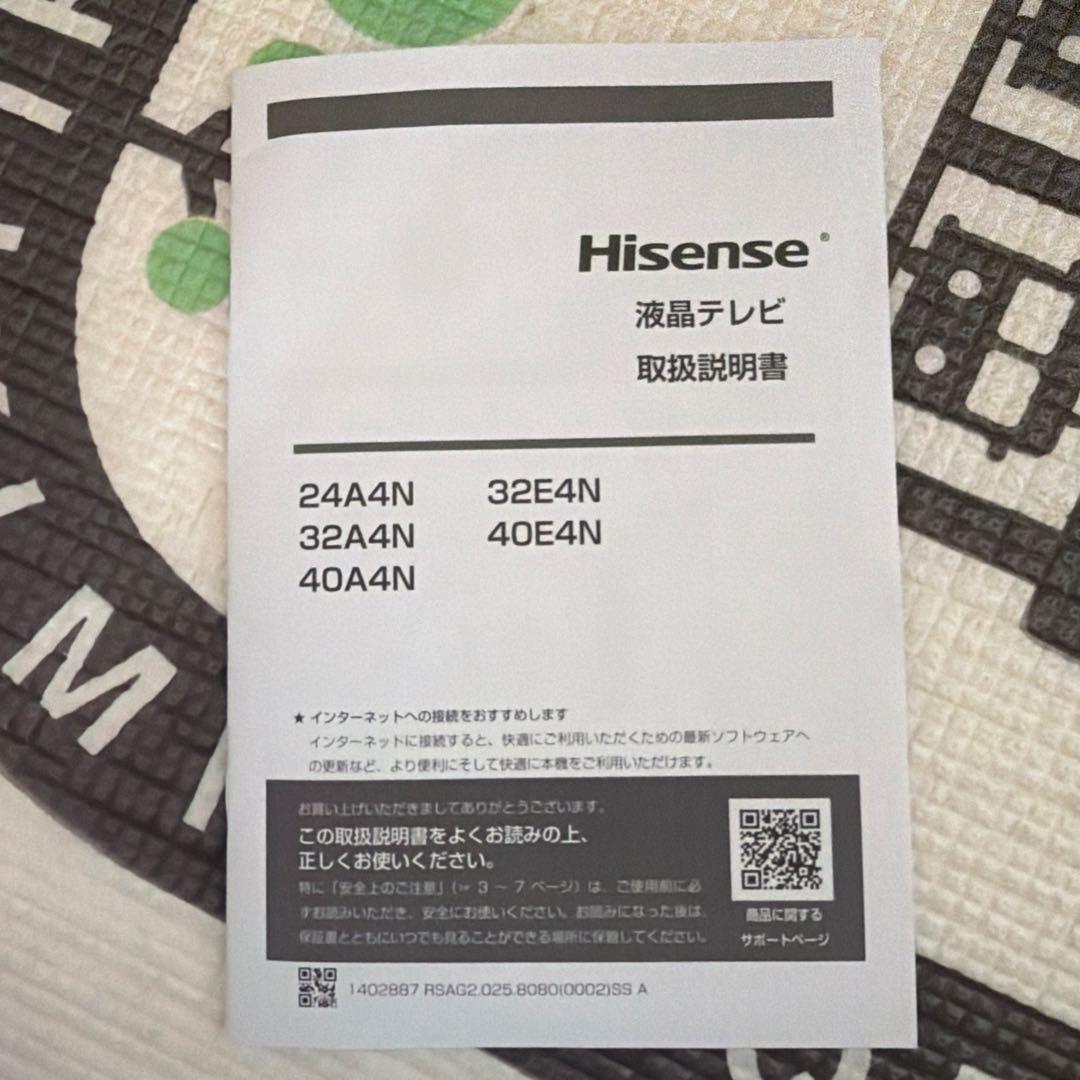 Hisense®
液晶テレビ
取扱説明書
24A4N 32E4N
32A4N 40E4N
40A4N
★ インターネットへの接続をおすすめします
インターネットに接続すると、快適にご利用いただくための最新ソフトウェアへ
の更新など、より便利にそして快適に本機をご利用いただけます。
お買い上げいただきましてありがとうございます。
この取扱説明書をよくお読みの上、
正しくお使いください。
特に「安全上のご注意」(☞ 3 ～ 7 ページ) は、ご使用前に必
ずお読みいただき、安全にお使いください。お読みになった後は、
保証書とともにいつでも見ることができる場所に保管してください。
商品に関する
サポートページ
1402887 RSAG2.025.8080(0002)SS A
M